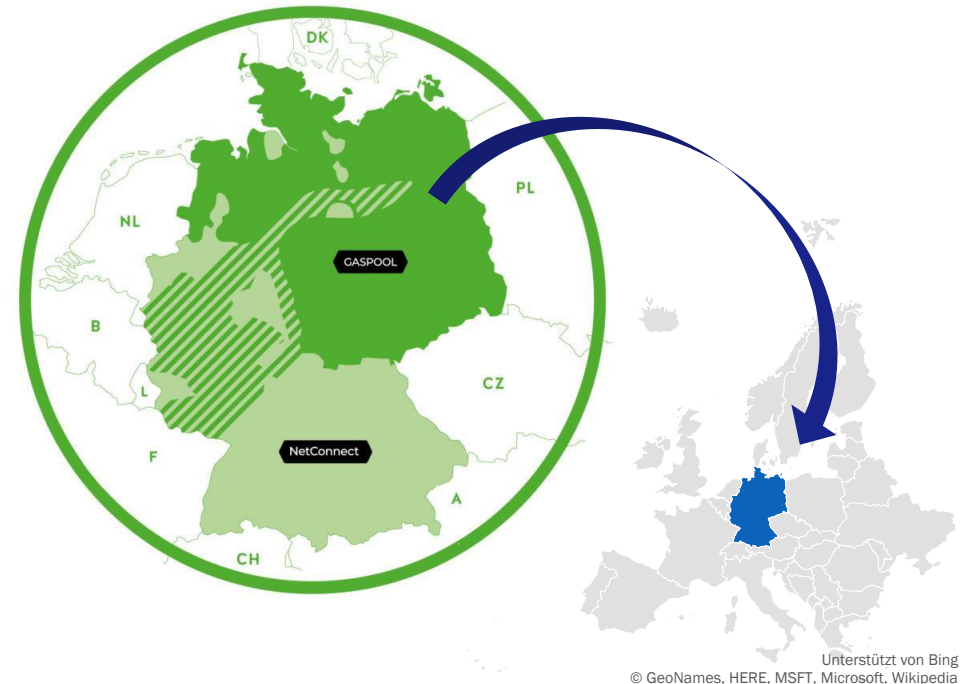 DK
PL
NL
GASPOOL
B
CZ
L
NetConnect
F
A
CH
Unterstützt von Bing
© GeoNames, HERE, MSFT, Microsoft, Wikipedia